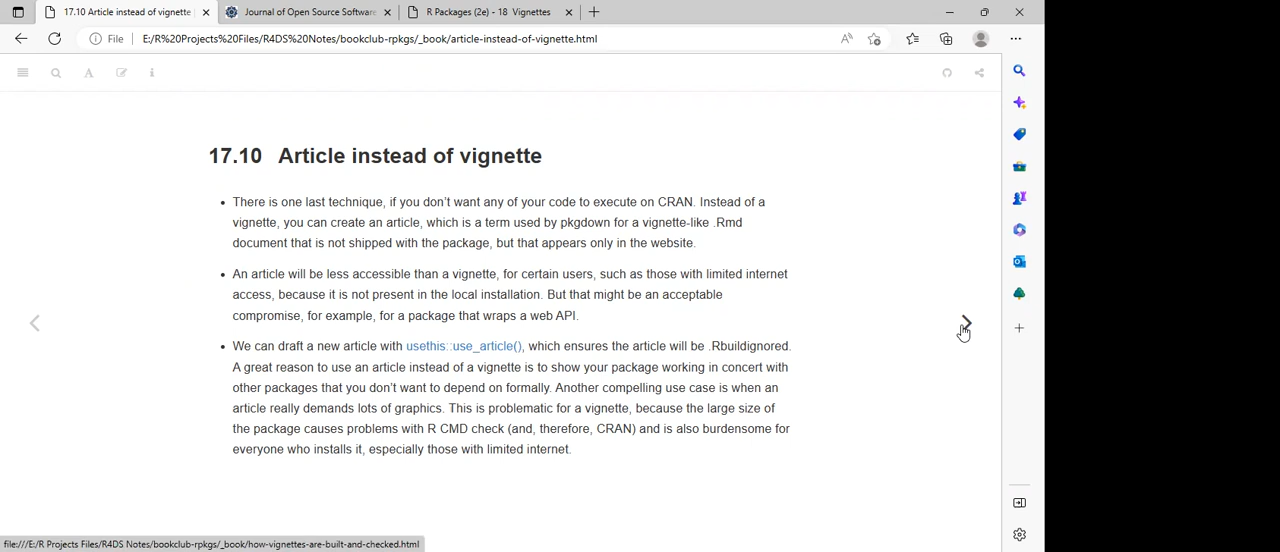 17.10 Article instead of vignette
Journal of Open Source Software
R Packages (2e) - 18 Vignettes
File
E:/R%20Projects%20Files/R4DS%20Notes/bookclub-rpkgs/_book/article-instead-of-vignette.html
17.10 Article instead of vignette
• There is one last technique, if you don't want any of your code to execute on CRAN. Instead of a
vignette, you can create an article, which is a term used by pkgdown for a vignette-like .Rmd
document that is not shipped with the package, but that appears only in the website.
• An article will be less accessible than a vignette, for certain users, such as those with limited internet
access, because it is not present in the local installation. But that might be an acceptable
compromise, for example, for a package that wraps a web API.
• We can draft a new article with usethis::use_article(), which ensures the article will be .Rbuildignored.
A great reason to use an article instead of a vignette is to show your package working in concert with
other packages that you don't want to depend on formally. Another compelling use case is when an
article really demands lots of graphics. This is problematic for a vignette, because the large size of
the package causes problems with R CMD check (and, therefore, CRAN) and is also burdensome for
everyone who installs it, especially those with limited internet.
file:///E:/R Projects Files/R4DS Notes/bookclub-rpkgs/_book/how-vignettes-are-built-and-checked.html